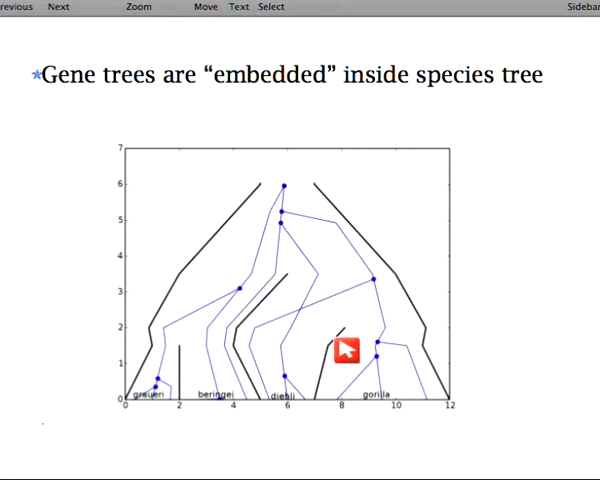 revious Next Zoom Move Text Select Sidebar
*Gene trees are “embedded” inside species tree
7
6
5
4
3
2
1
0
graueri beringei diehli gorilla
0 2 4 6 8 10 12